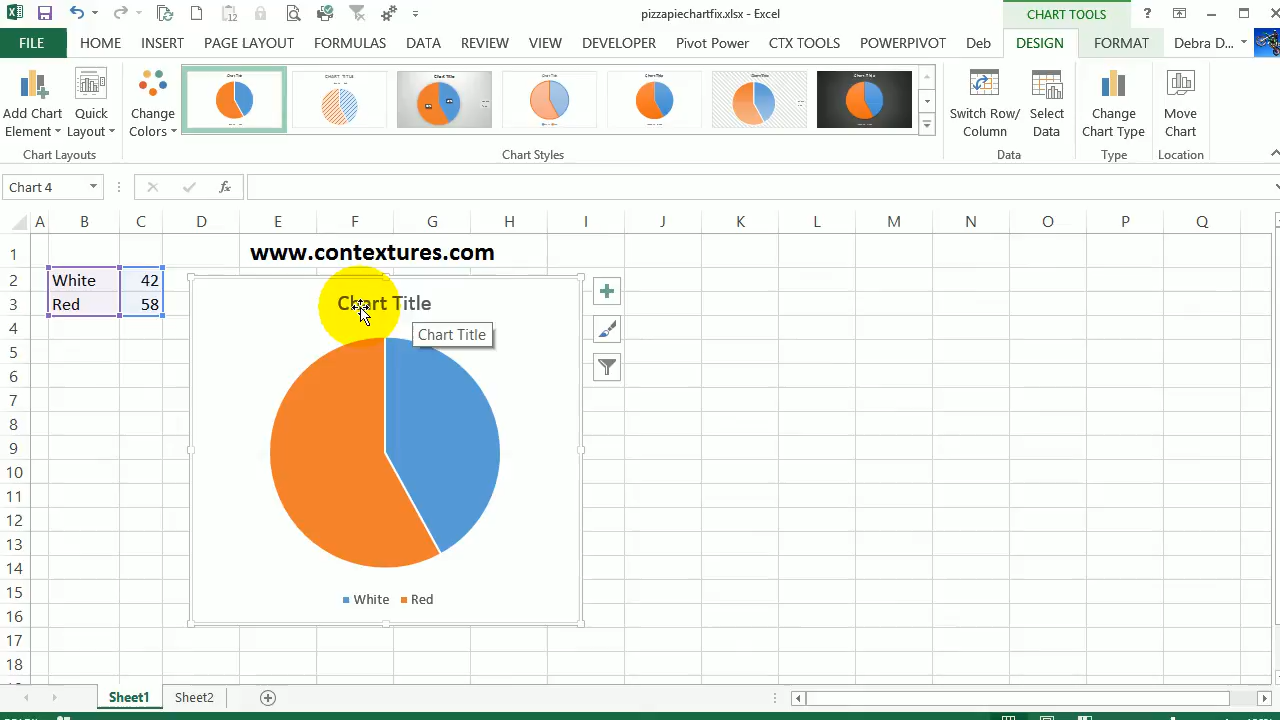 pizzapiechartfix.xlsx - Excel
CHART TOOLS
FILE HOME INSERT PAGE LAYOUT FORMULAS DATA REVIEW VIEW DEVELOPER Pivot Power CTX TOOLS POWERPIVOT Deb DESIGN FORMAT Debra D...
Add Chart Element
Quick Layout
Change Colors
Switch Row/ Column
Select Data
Change Chart Type
Move Chart
Chart Layouts
Chart Styles
Data
Type
Location
Chart 4
fx
A B C D E F G H I J K L M N O P Q
1 www.contextures.com
2 White 42
3 Red 58
Chart Title
Chart Title
4
5
6
7
8
9
10
11
12
13
14
15
16
17
18
White Red
Sheet1 Sheet2